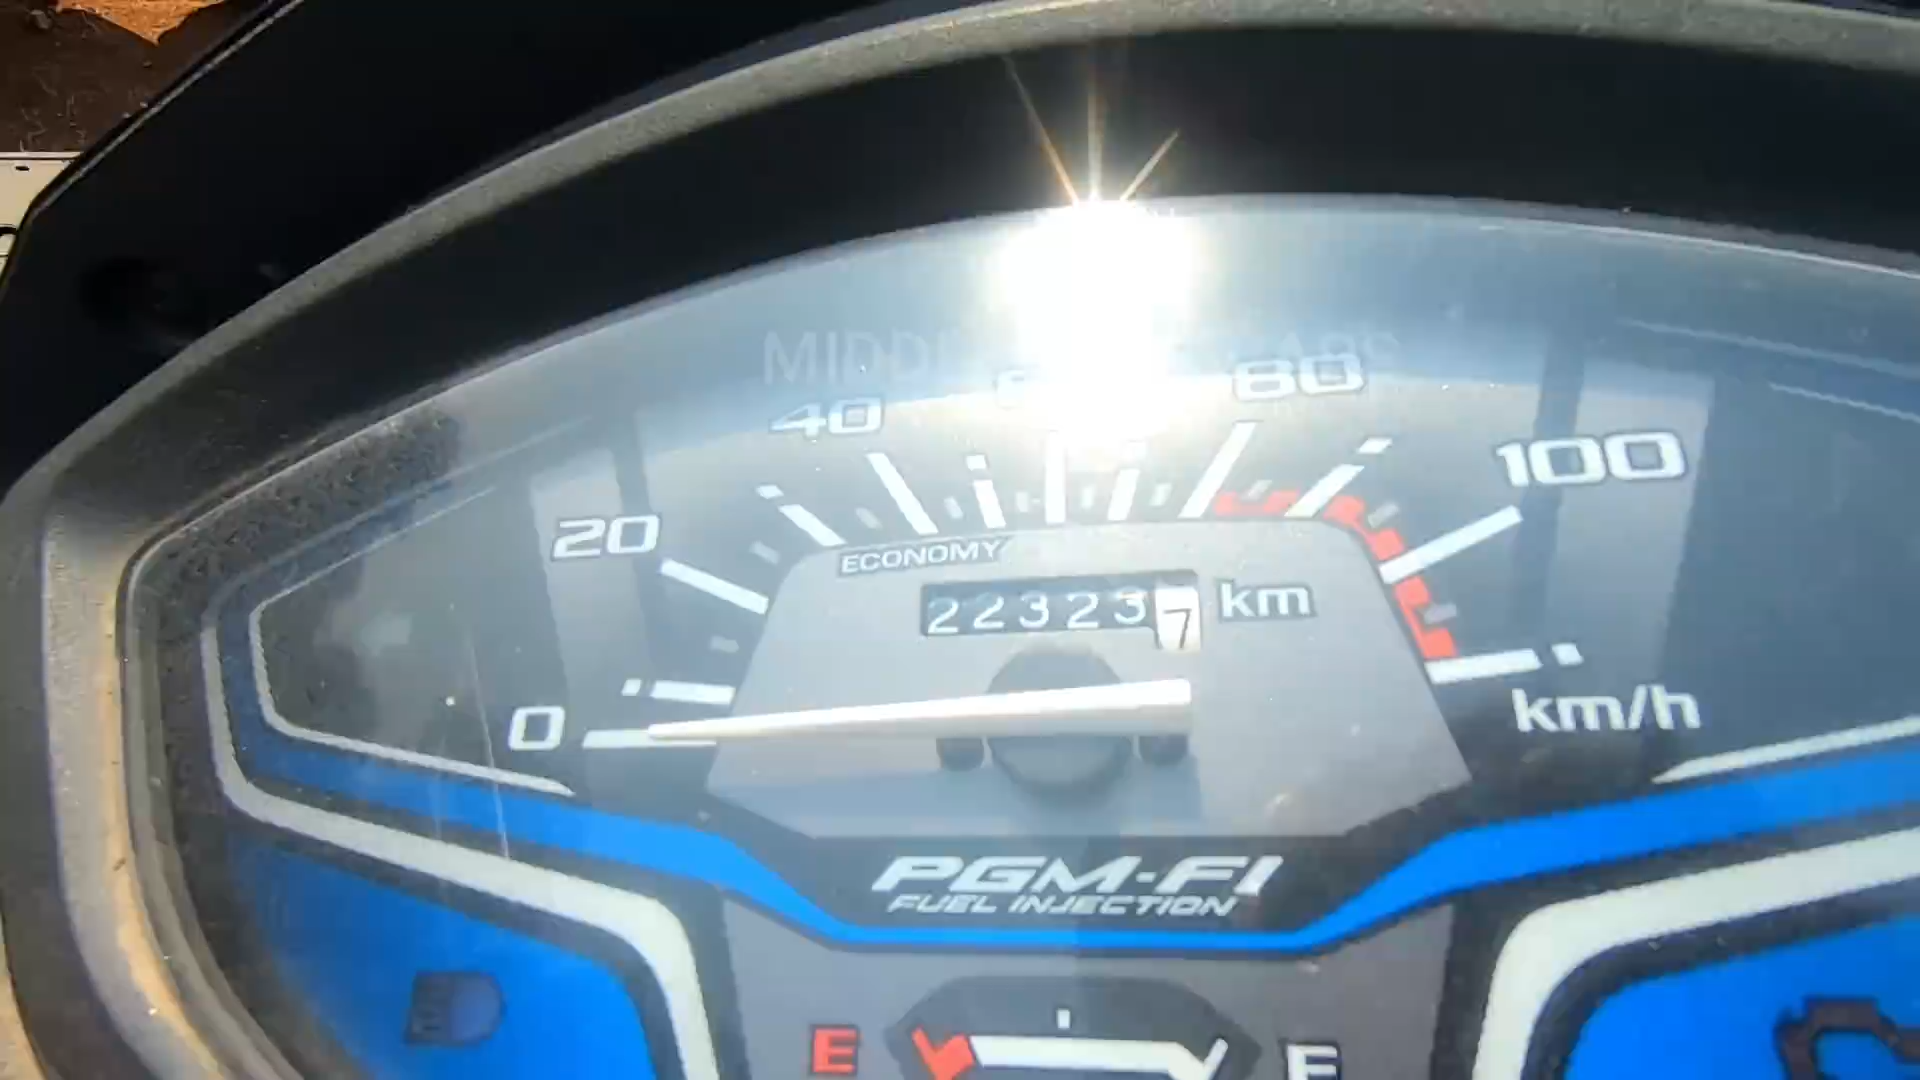 MIDD
40
80
20
100
ECONOMY
223237 km
0
km/h
PGM-FI
FUEL INJECTION
E
F